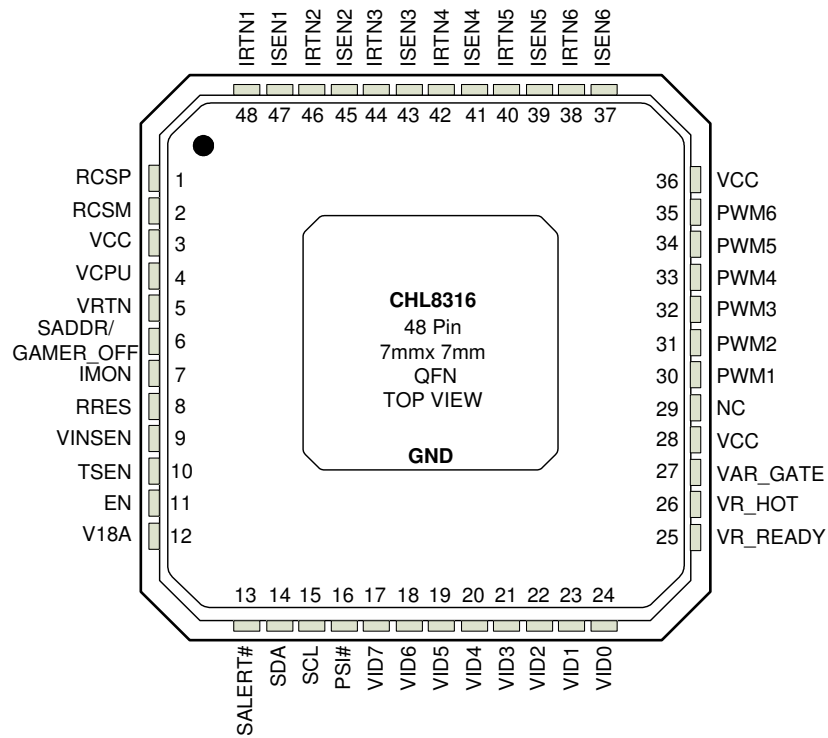 IRTN1
ISEN1
IRTN2
ISEN2
IRTN3
ISEN3
IRTN4
ISEN4
IRTN5
ISEN5
IRTN6
ISEN6
48 47 46 45 44 43 42 41 40 39 38 37
RCSP 1
RCSM 2
VCC 3
VCPU 4
VRTN 5
SADDR/
GAMER_OFF 6
IMON 7
RRES 8
VINSEN 9
TSEN 10
EN 11
V18A 12
CHL8316
48 Pin
7mmx 7mm
QFN
TOP VIEW
GND
36 VCC
35 PWM6
34 PWM5
33 PWM4
32 PWM3
31 PWM2
30 PWM1
29 NC
28 VCC
27 VAR_GATE
26 VR_HOT
25 VR_READY
13 14 15 16 17 18 19 20 21 22 23 24
SALERT#
SDA
SCL
PSI#
VID7
VID6
VID5
VID4
VID3
VID2
VID1
VID0